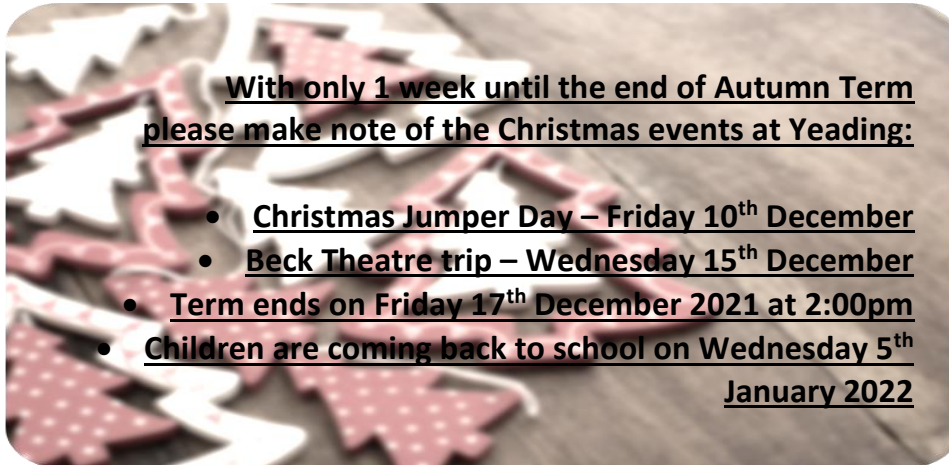 With only 1 week until the end of Autumn Term
please make note of the Christmas events at Yeading:
• Christmas Jumper Day – Friday 10th December
• Beck Theatre trip – Wednesday 15th December
• Term ends on Friday 17th December 2021 at 2:00pm
• Children are coming back to school on Wednesday 5th
January 2022